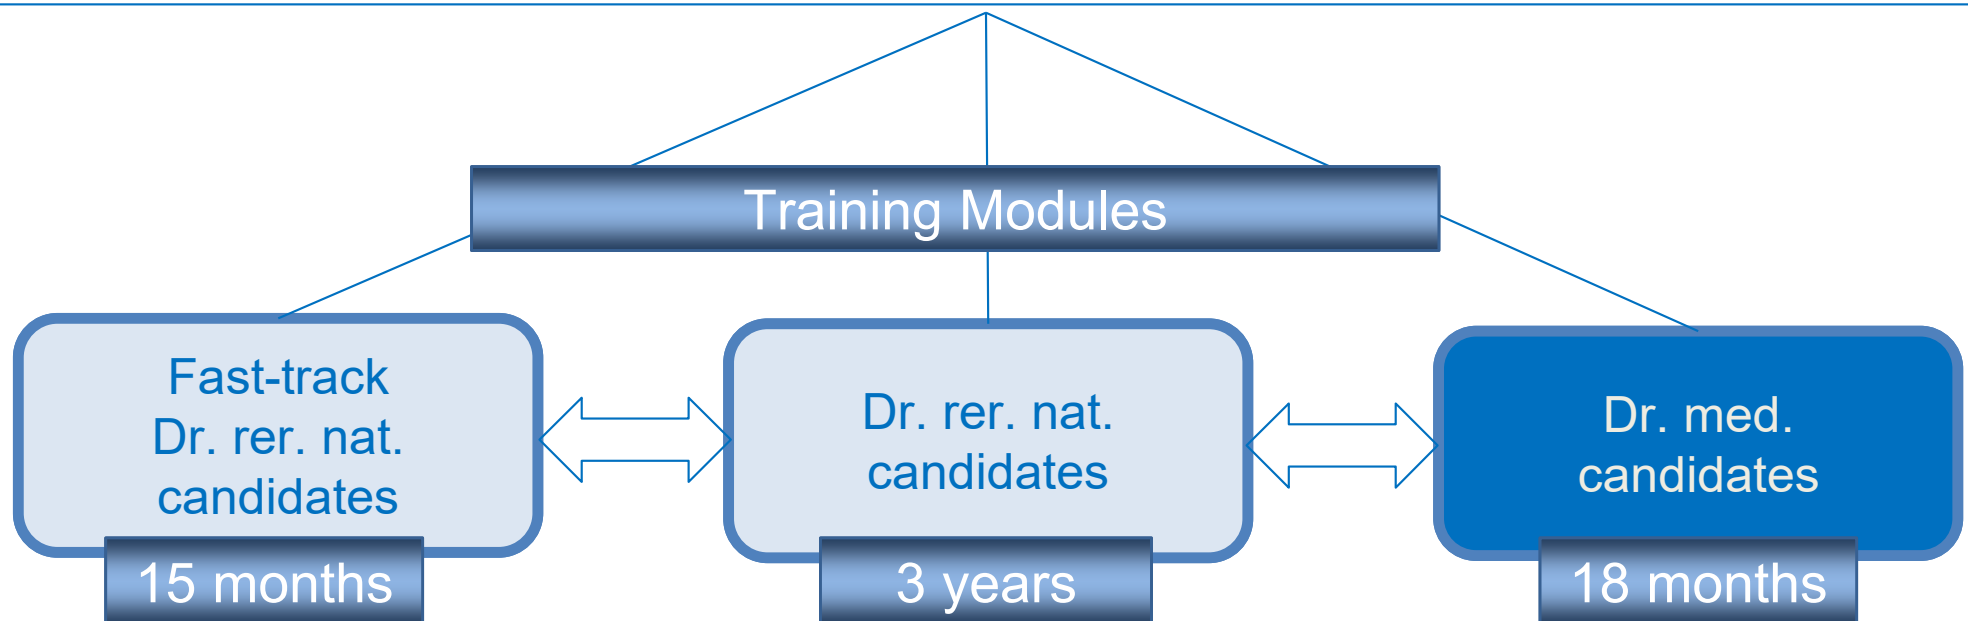 Training Modules
Fast-track
Dr. rer. nat.
candidates
15 months
Dr. rer. nat.
candidates
3 years
Dr. med.
candidates
18 months